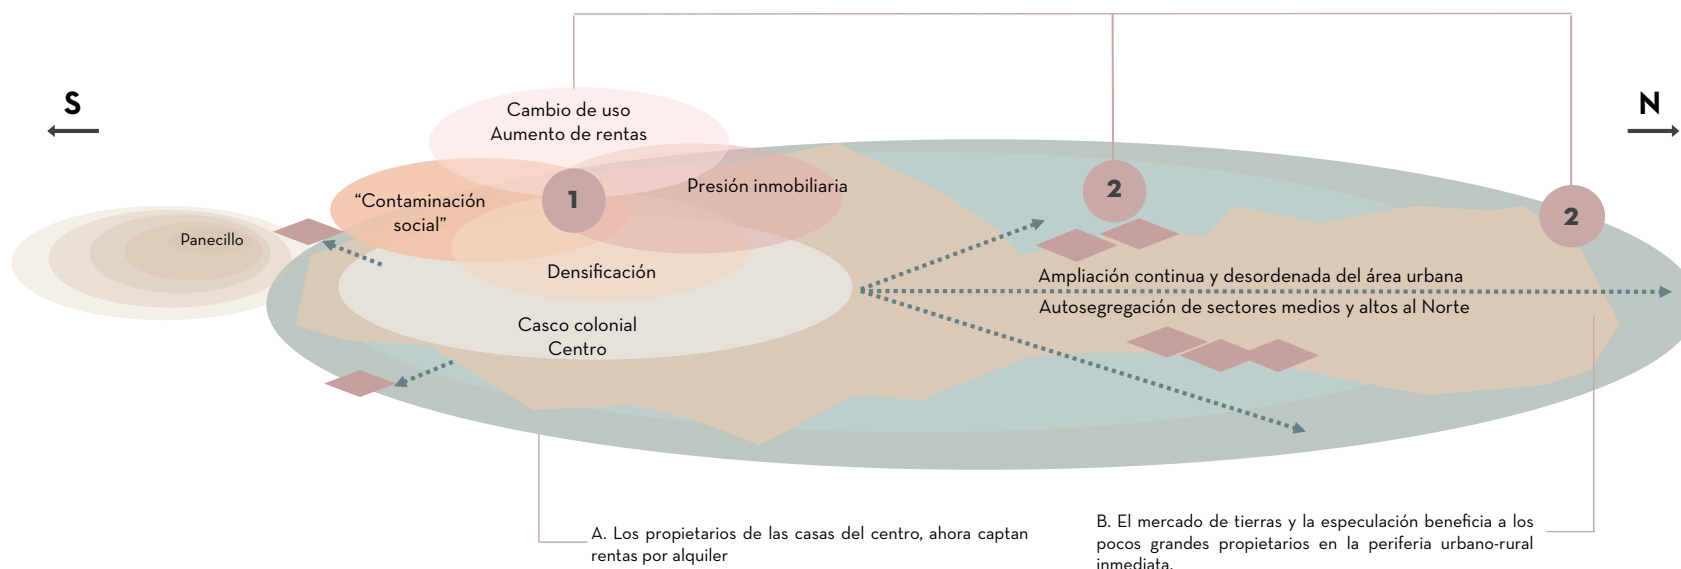 S
N
Cambio de uso
Aumento de rentas
"Contaminación
social"
1
Presión inmobiliaria
2
2
Panecillo
Densificación
Ampliación continua y desordenada del área urbana
Autosegregación de sectores medios y altos al Norte
Casco colonial
Centro
A. Los propietarios de las casas del centro, ahora captan
rentas por alquiler
B. El mercado de tierras y la especulación beneficia a los
pocos grandes propietarios en la periferia urbano-rural
inmediata.